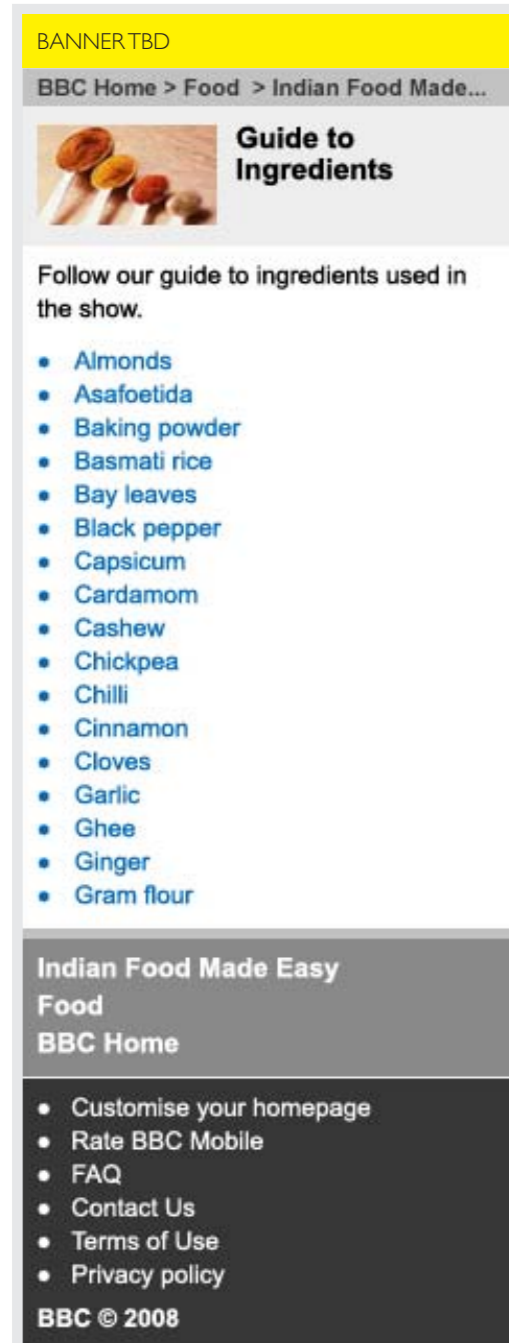 BANNER TBD
BBC Home > Food > Indian Food Made...
Guide to
Ingredients
Follow our guide to ingredients used in
the show.
• Almonds
• Asafoetida
• Baking powder
• Basmati rice
• Bay leaves
• Black pepper
• Capsicum
• Cardamom
• Cashew
• Chickpea
• Chilli
• Cinnamon
• Cloves
• Garlic
• Ghee
• Ginger
• Gram flour
Indian Food Made Easy
Food
BBC Home
• Customise your homepage
• Rate BBC Mobile
• FAQ
• Contact Us
• Terms of Use
• Privacy policy
BBC © 2008